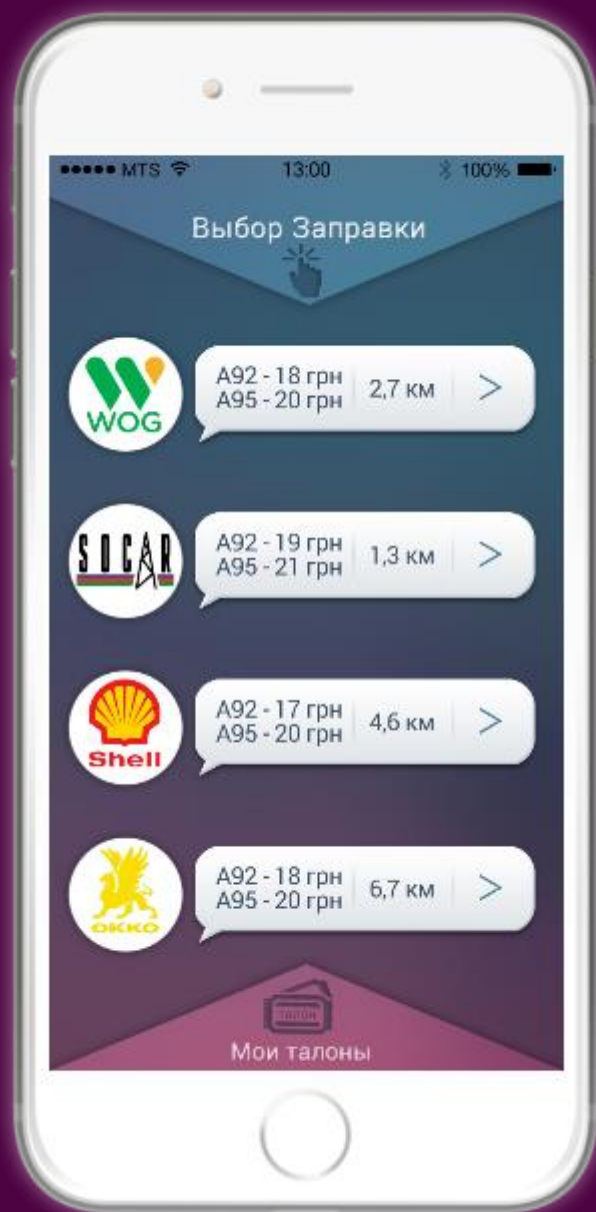 MTS 13:00 100%
Выбор Заправки
WOG
A92 - 18 грн
A95 - 20 грн
2,7 км
>
SOCAR
A92 - 19 грн
A95 - 21 грн
1,3 км
>
Shell
A92 - 17 грн
A95 - 20 грн
4,6 км
>
OKKO
A92 - 18 грн
A95 - 20 грн
6,7 км
>
ТАЛОН
Мои талоны